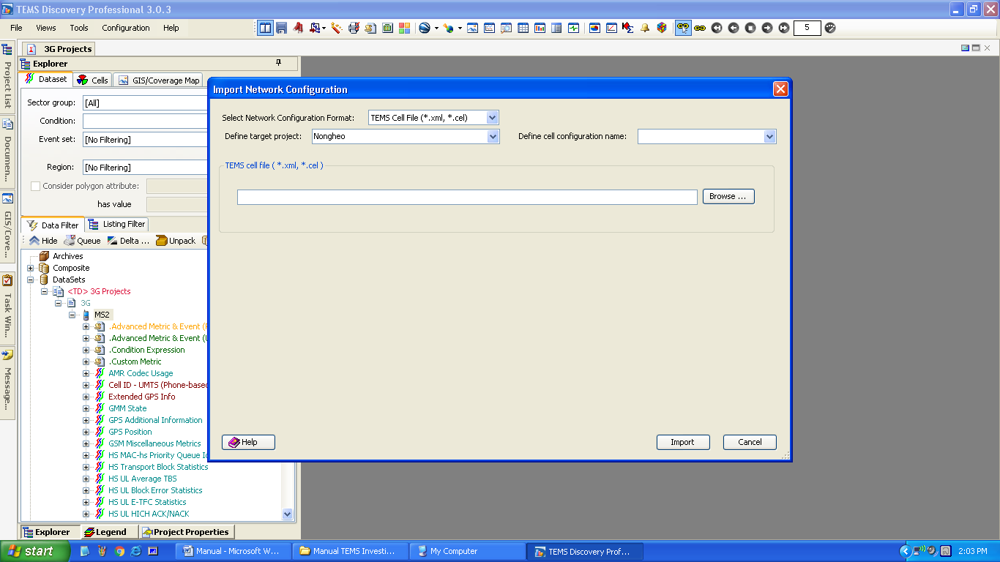 TEMS Discovery Professional 3.0.3
File Views Tools Configuration Help
5
3G Projects
Explorer
Dataset Cells GIS/Coverage Map
Sector group: [All]
Condition:
Event set: [No Filtering]
Region: [No Filtering]
Consider polygon attribute:
has value
Data Filter Listing Filter
Hide Queue Delta ... Unpack
Archives
Composite
DataSets
<TD> 3G Projects
3G
MS2
.Advanced Metric & Event (
.Advanced Metric & Event (
.Condition Expression
.Custom Metric
AMR Codec Usage
Cell ID - UMTS (Phone-based
Extended GPS Info
GMM State
GPS Additional Information
GPS Position
GSM Miscellaneous Metrics
HS MAC-hs Priority Queue
HS Transport Block Statistics
HS UL Average TBS
HS UL Block Error Statistics
HS UL E-TFC Statistics
HS UL HICH ACK/NACK
Explorer Legend Project Properties
Project List
Documen...
GIS/Cove...
Task Win...
Message...
Import Network Configuration
Select Network Configuration Format: TEMS Cell File (*.xml, *.cel)
Define target project: Nongheo Define cell configuration name:
TEMS cell file ( *.xml, *.cel )
Browse ...
Help Import Cancel
start Manual - Microsoft W... Manual TEMS Investi... My Computer TEMS Discovery Prof... 2:03 PM